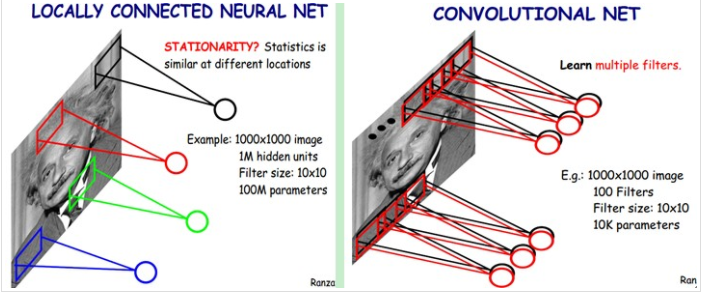 LOCALLY CONNECTED NEURAL NET
STATIONARITY? Statistics is
similar at different locations
Example: 1000x1000 image
1M hidden units
Filter size: 10x10
100M parameters
Ranza
CONVOLUTIONAL NET
Learn multiple filters.
E.g.: 1000x1000 image
100 Filters
Filter size: 10x10
10K parameters
Ran